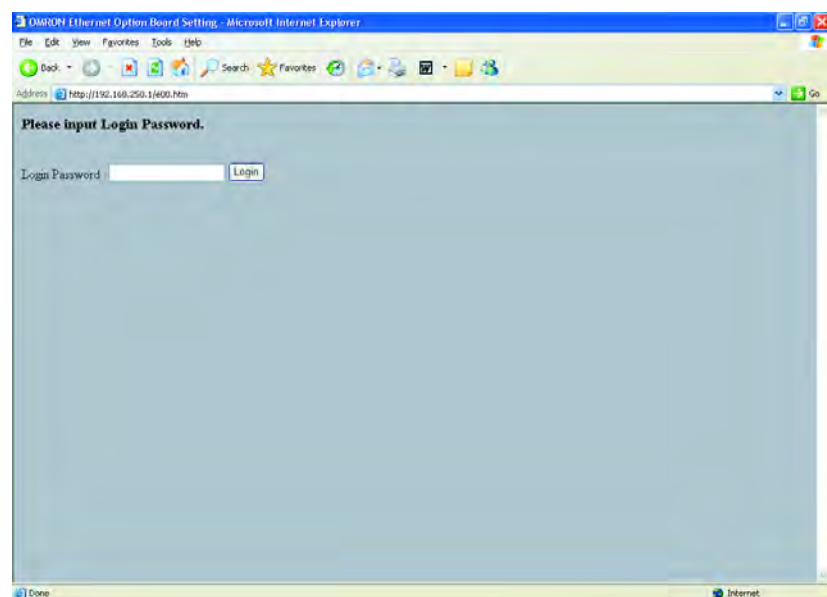 OMRON Ethernet Option Board Setting - Microsoft Internet Explorer
File Edit View Favorites Tools Help
Back Search Favorites W
Address http://192.168.250.1/e00.htm Go
Please input Login Password.
Login Password : Login
Done Internet